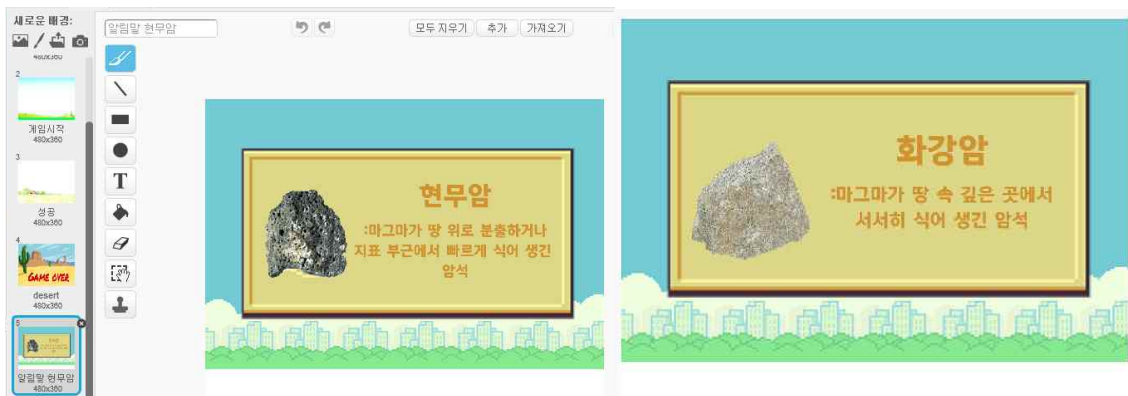 새로운 배경:
480x360
2
게임시작
480x360
3
성공
480x360
4
GAME OVER
desert
480x360
5
알림말 현무암
480x360
알림말 현무암
모두 지우기
추가
가져오기
T
현무암
:마그마가 땅 위로 분출하거나
지표 부근에서 빠르게 식어 생긴
암석
화강암
:마그마가 땅 속 깊은 곳에서
서서히 식어 생긴 암석